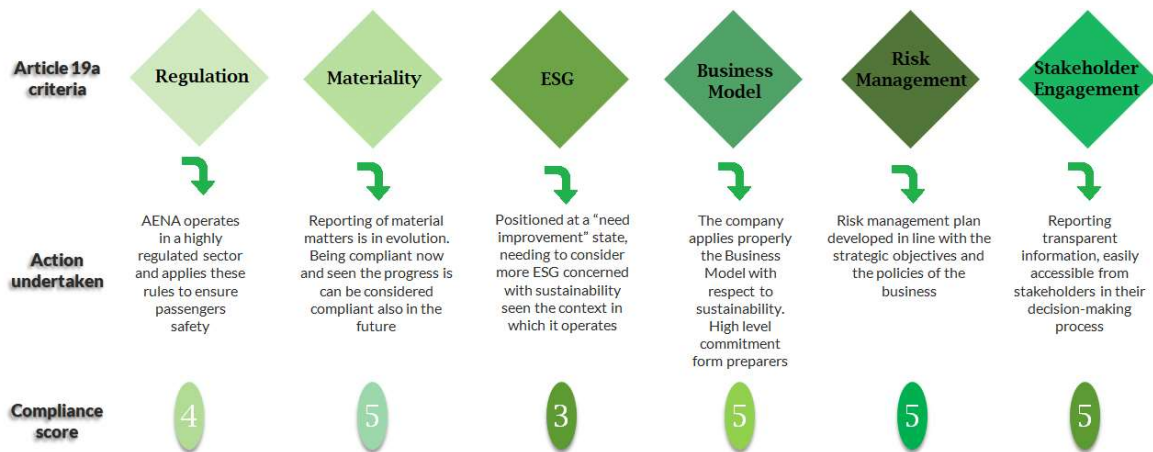 Article 19a
criteria
Regulation
Materiality
ESG
Business
Model
Risk
Management
Stakeholder
Engagement
Action
undertaken
AENA operates
in a highly
regulated sector
and applies these
rules to ensure
passengers
safety
Reporting of material
matters is in evolution.
Being compliant now
and seen the progress is
can be considered
compliant also in the
future
Positioned at a “need
improvement” state,
needing to consider
more ESG concerned
with sustainability
seen the context in
which it operates
The company
applies properly
the Business
Model with
respect to
sustainability.
High level
commitment
form preparers
Risk management plan
developed in line with the
strategic objectives and
the policies of the
business
Reporting
transparent
information, easily
accessible from
stakeholders in their
decision-making
process
Compliance
score
4
5
3
5
5
5